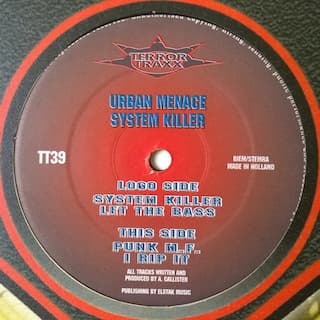 TERROR
TRAXX
URBAN MENACE
SYSTEM KILLER
TT39
BIEM/STEMRA
MADE IN HOLLAND
LOGO SIDE
SYSTEM KILLER
LET THE BASS
THIS SIDE
PUNK M.F.
I RIP IT
ALL TRACKS WRITTEN AND
PRODUCED BY A. CALLISTER
PUBLISHING BY ELSTAK MUSIC